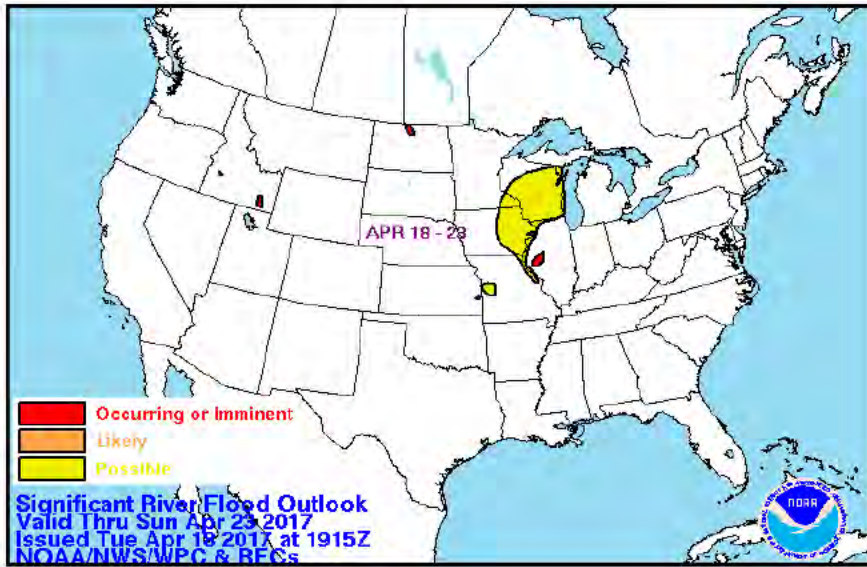 APR 18 - 23
Occurring or Imminent
Likely
Possible
Significant River Flood Outlook
Valid Thru Sun Apr 23 2017
Issued Tue Apr 18 2017 at 1915Z
NOAA/NWS/WPC & RFCs
NOAA